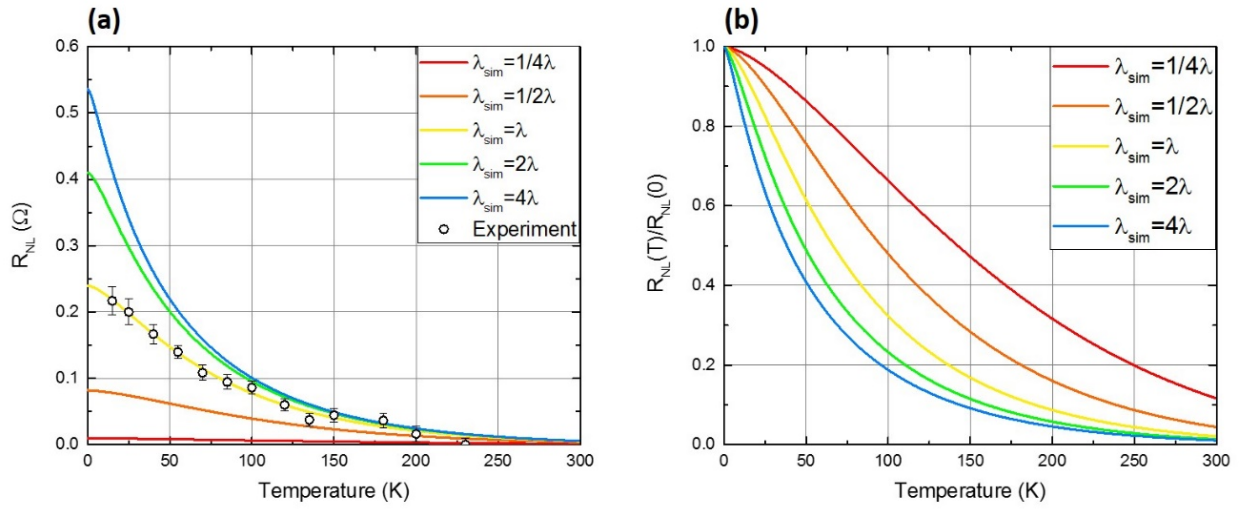 (a)
0.6
0.5
0.4
0.3
0.2
0.1
0.0
R_NL (Ω)
0 50 100 150 200 250 300
Temperature (K)
λ_sim=1/4λ
λ_sim=1/2λ
λ_sim=λ
λ_sim=2λ
λ_sim=4λ
Experiment
(b)
1.0
0.8
0.6
0.4
0.2
0.0
R_NL(T)/R_NL(0)
0 50 100 150 200 250 300
Temperature (K)
λ_sim=1/4λ
λ_sim=1/2λ
λ_sim=λ
λ_sim=2λ
λ_sim=4λ